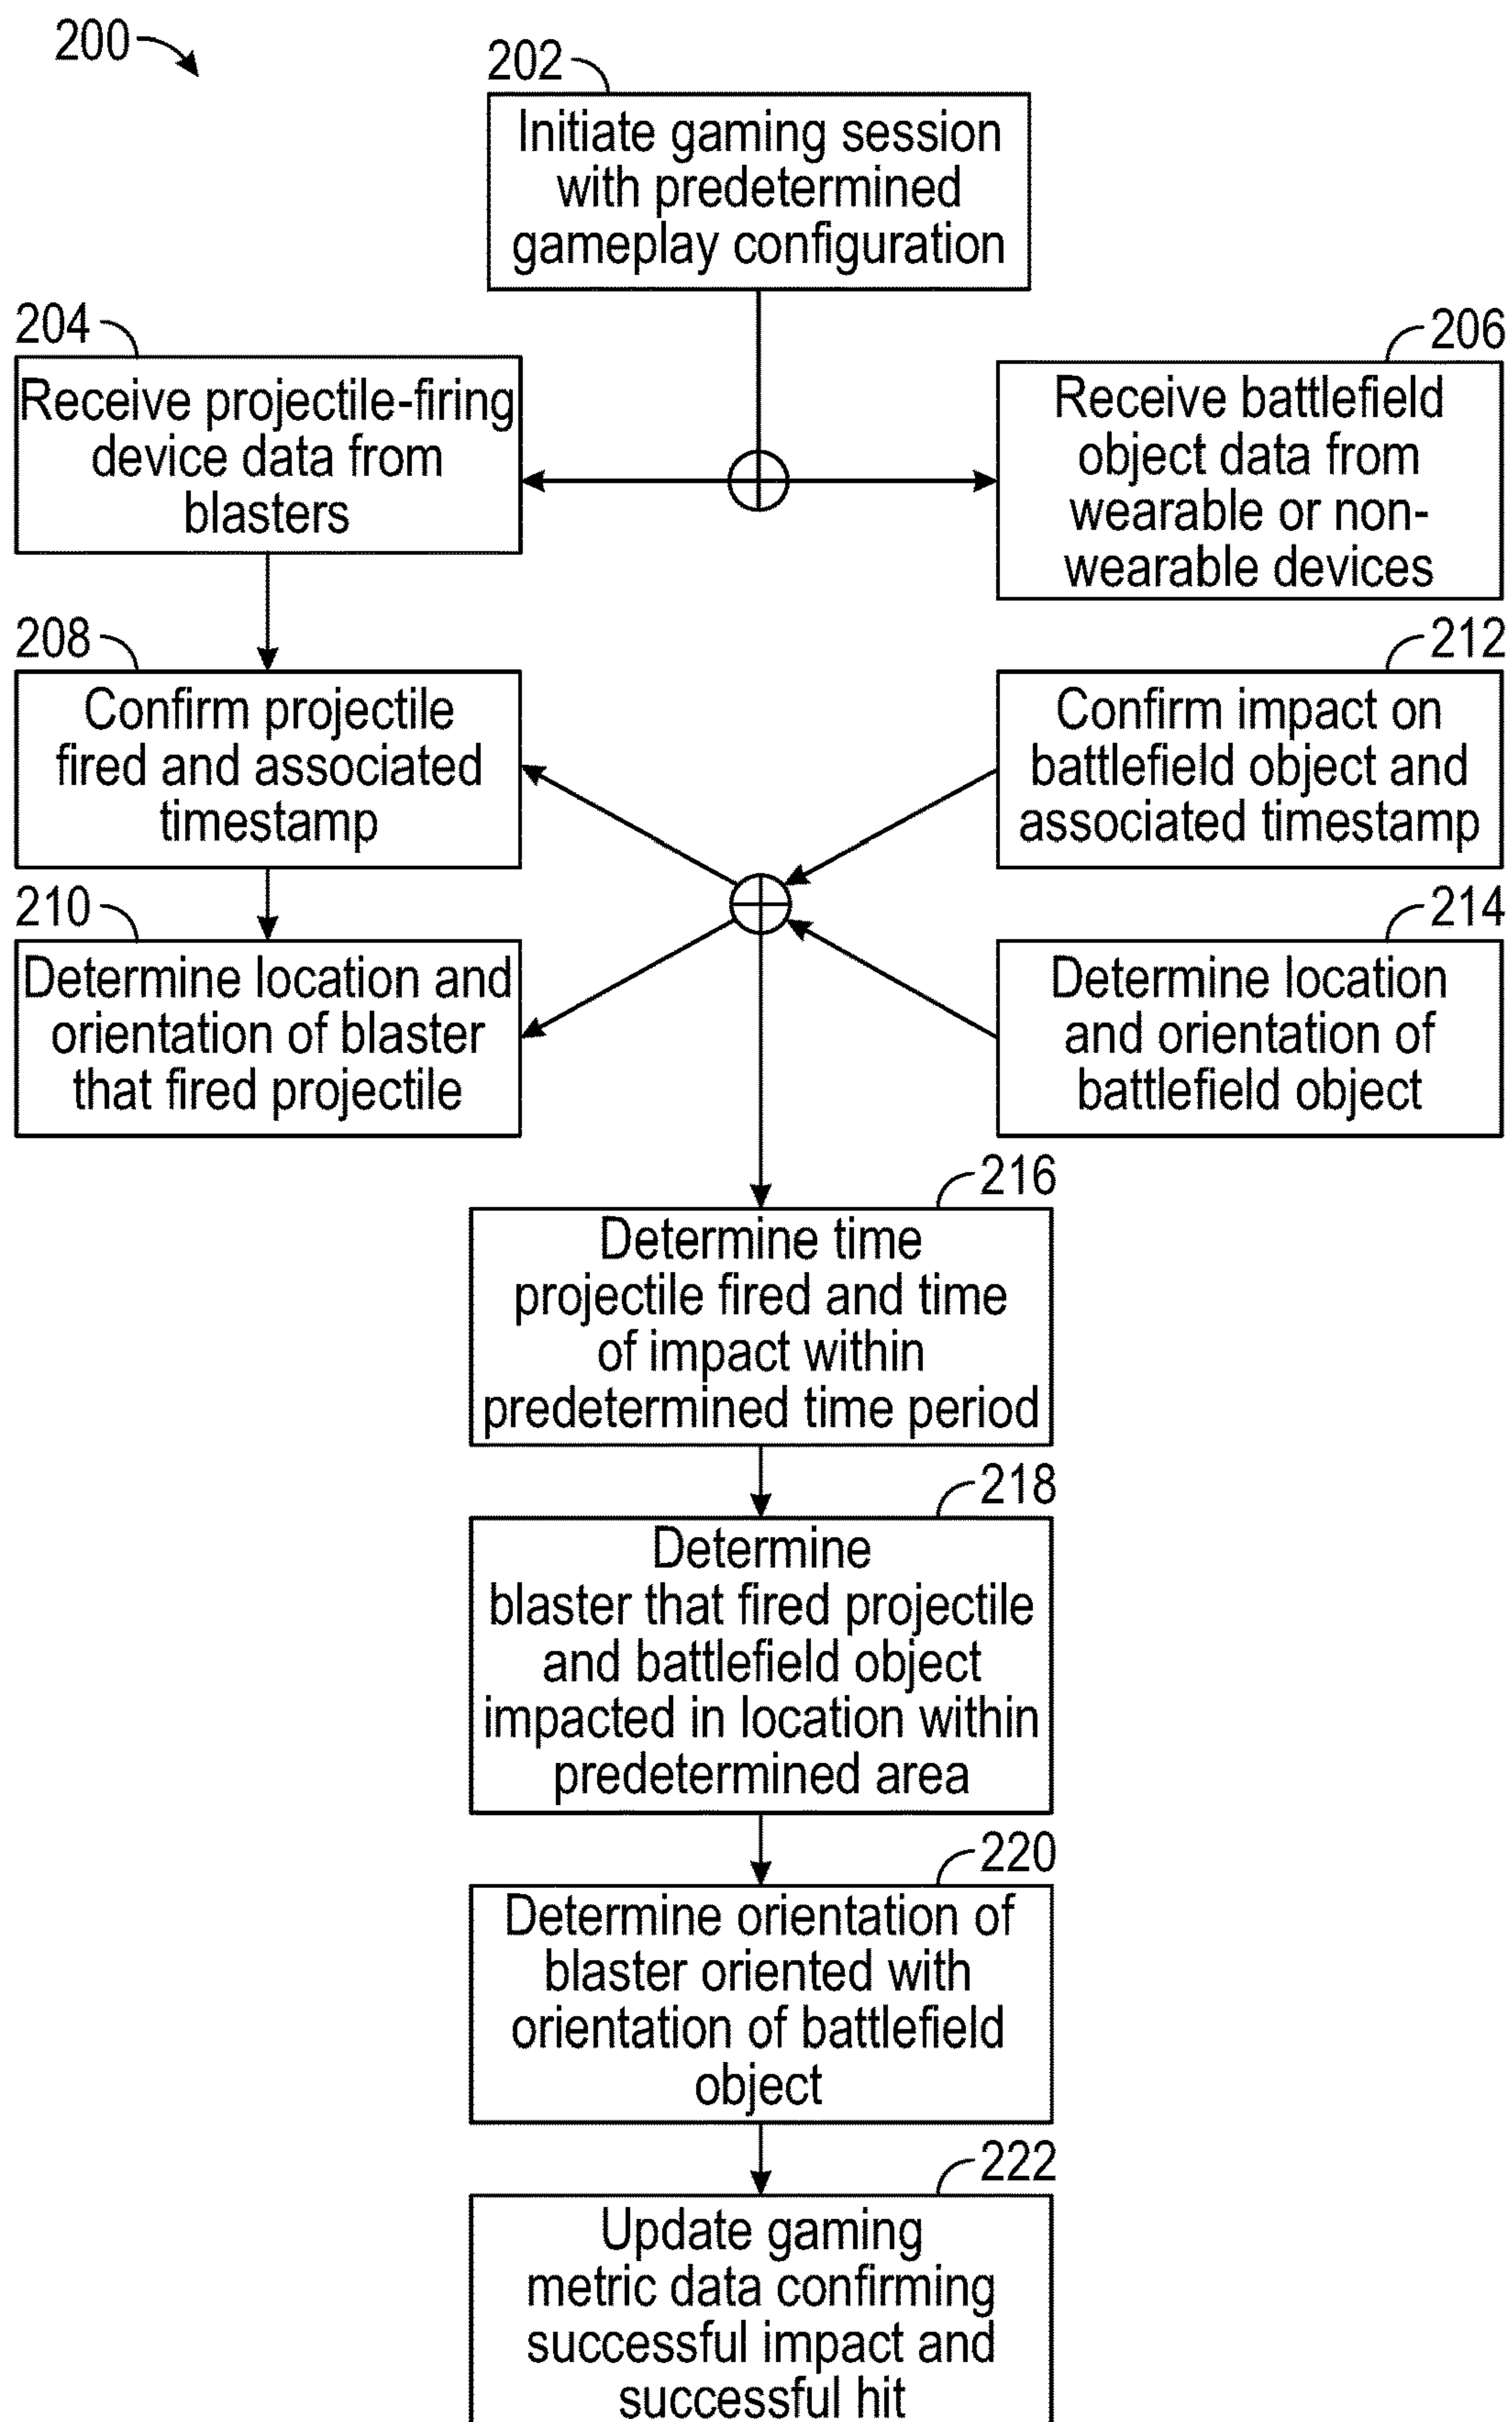 200
202
Initiate gaming session
with predetermined
gameplay configuration
204
Receive projectile-firing
device data from
blasters
206
Receive battlefield
object data from
wearable or non-
wearable devices
208
Confirm projectile
fired and associated
timestamp
212
Confirm impact on
battlefield object and
associated timestamp
210
Determine location and
orientation of blaster
that fired projectile
214
Determine location
and orientation of
battlefield object
216
Determine time
projectile fired and time
of impact within
predetermined time period
218
Determine
blaster that fired projectile
and battlefield object
impacted in location within
predetermined area
220
Determine orientation of
blaster oriented with
orientation of battlefield
object
222
Update gaming
metric data confirming
successful impact and
successful hit